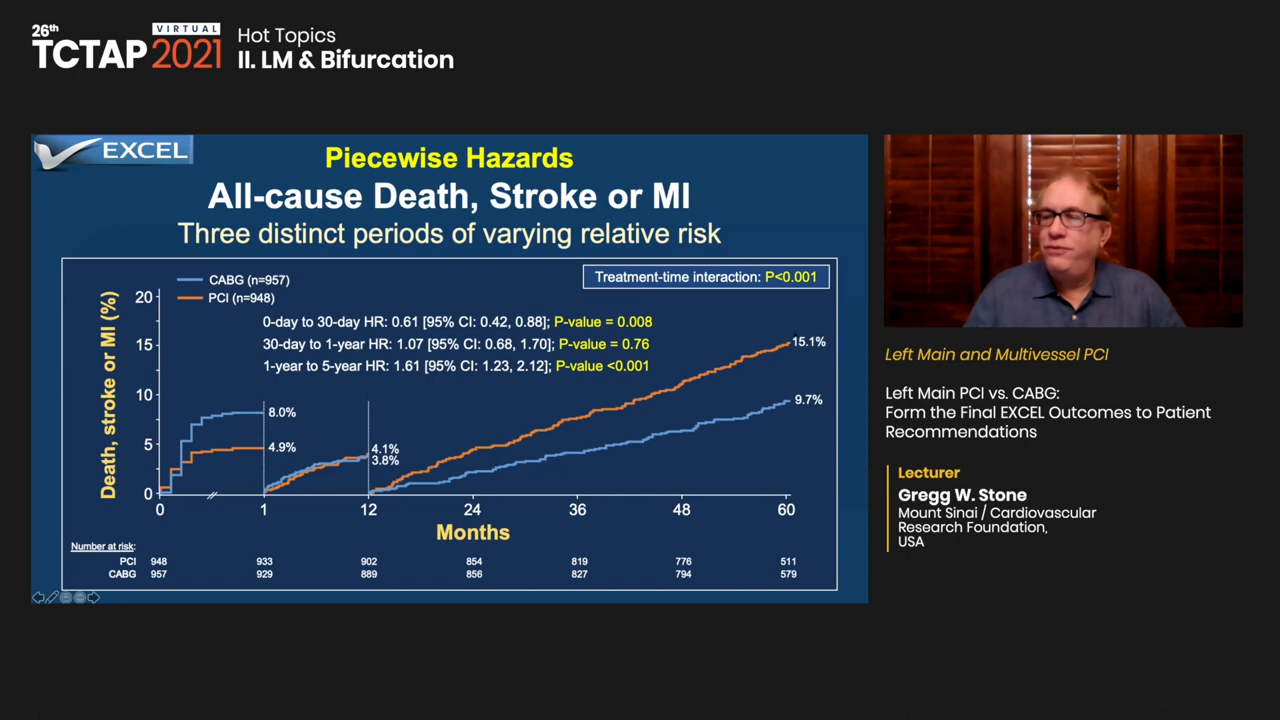 26th
VIRTUAL
TCTAP 2021
Hot Topics
II. LM & Bifurcation
EXCEL
Piecewise Hazards
All-cause Death, Stroke or MI
Three distinct periods of varying relative risk
CABG (n=957)
PCI (n=948)
Treatment-time interaction: P<0.001
0-day to 30-day HR: 0.61 [95% CI: 0.42, 0.88]; P-value = 0.008
30-day to 1-year HR: 1.07 [95% CI: 0.68, 1.70]; P-value = 0.76
1-year to 5-year HR: 1.61 [95% CI: 1.23, 2.12]; P-value <0.001
Death, stroke or MI (%)
20
15
10
5
0
8.0%
4.9%
4.1%
3.8%
15.1%
9.7%
0 1 12 24 36 48 60
Months
Number at risk:
PCI 948 933 902 854 819 776 511
CABG 957 929 889 856 827 794 579
Left Main and Multivessel PCI
Left Main PCI vs. CABG:
Form the Final EXCEL Outcomes to Patient
Recommendations
Lecturer
Gregg W. Stone
Mount Sinai / Cardiovascular
Research Foundation,
USA